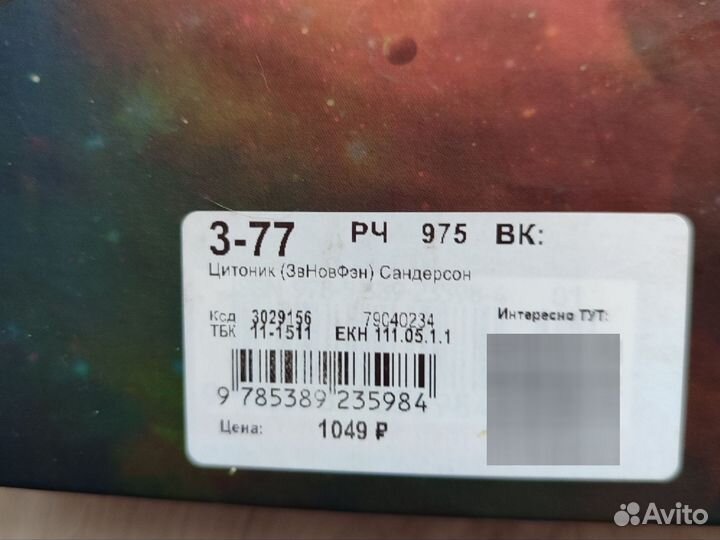 3-77 РЧ 975 ВК:
Цитоник (ЗвНовФэн) Сандерсон
Код 3029156 79040234 Интересно ТУТ:
ТБК 11-1511 ЕКН 111.05.1.1
9 785389 235984
Цена: 1049 ₽
Avito